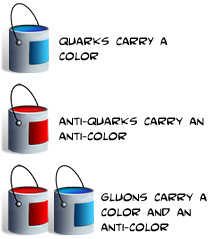 QUARKS CARRY A
COLOR
ANTI-QUARKS CARRY AN
ANTI-COLOR
GLUONS CARRY A
COLOR AND AN
ANTI-COLOR